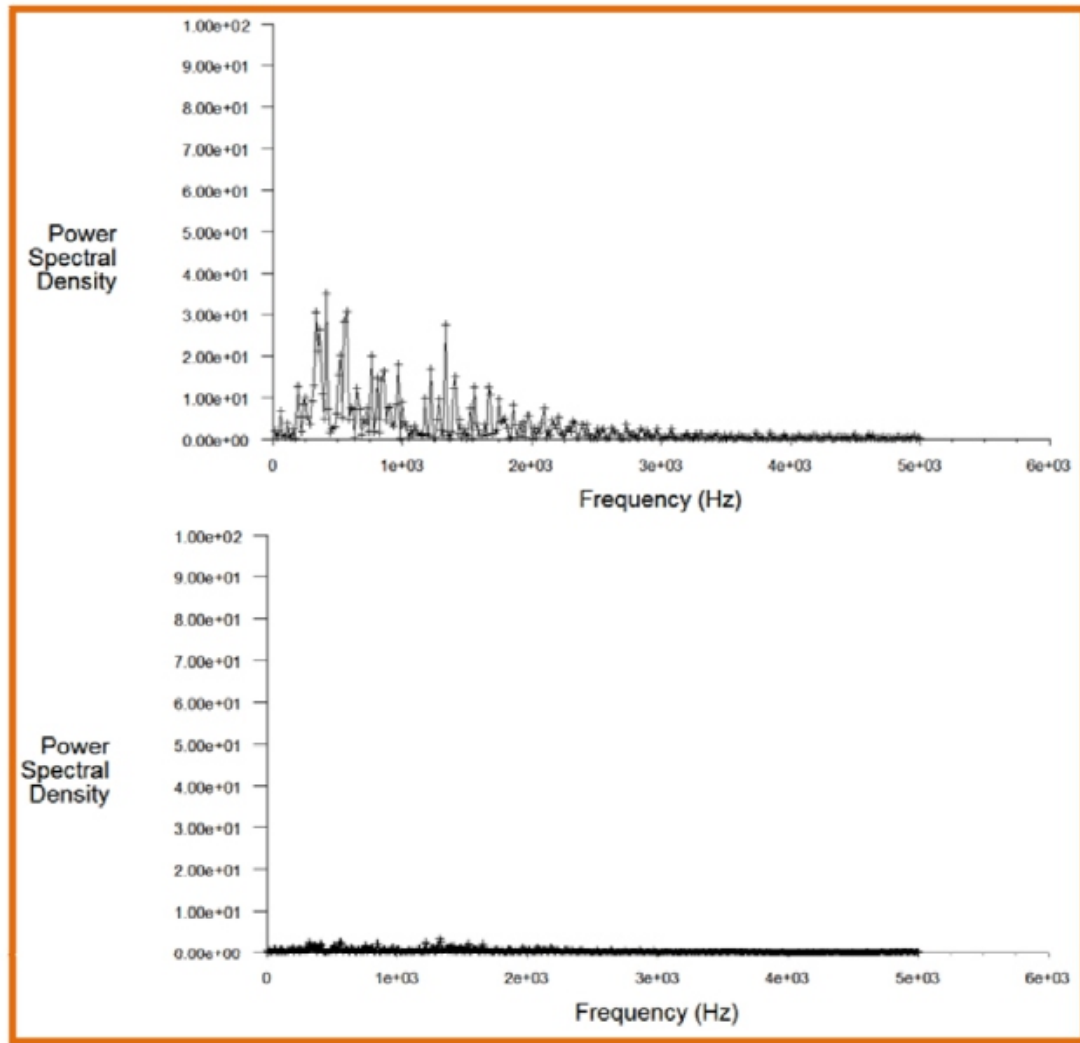 1.00e+02
9.00e+01
8.00e+01
7.00e+01
6.00e+01
5.00e+01
4.00e+01
3.00e+01
2.00e+01
1.00e+01
0.00e+00
Power
Spectral
Density
0 1e+03 2e+03 3e+03 4e+03 5e+03 6e+03
Frequency (Hz)
1.00e+02
9.00e+01
8.00e+01
7.00e+01
6.00e+01
5.00e+01
4.00e+01
3.00e+01
2.00e+01
1.00e+01
0.00e+00
Power
Spectral
Density
0 1e+03 2e+03 3e+03 4e+03 5e+03 6e+03
Frequency (Hz)